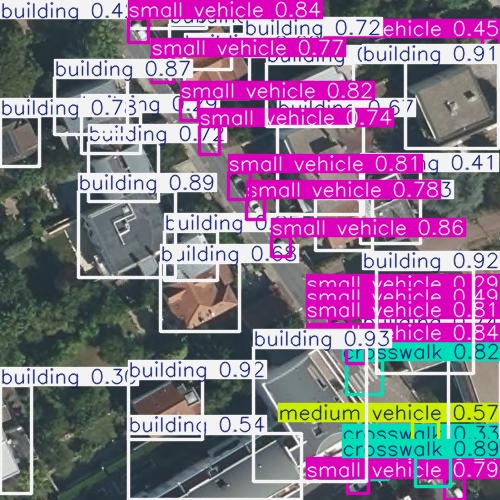 building 0.4
small vehicle 0.84
building 0.72
ehicle 0.45
small vehicle 0.77
building 0.91
building 0.87
small vehicle 0.82
building 0.7
small vehicle 0.74
building 0.72
small vehicle 0.81
0.41
building 0.89
small vehicle 0.78
building 0.
small vehicle 0.86
building 0.68
building 0.92
small vehicle 0.29
small vehicle 0.49
small vehicle 0.81
0.84
building 0.93
crosswalk 0.82
building 0.92
building 0.30
medium vehicle 0.57
building 0.54
crosswalk 0.33
crosswalk 0.89
small vehicle 0.79